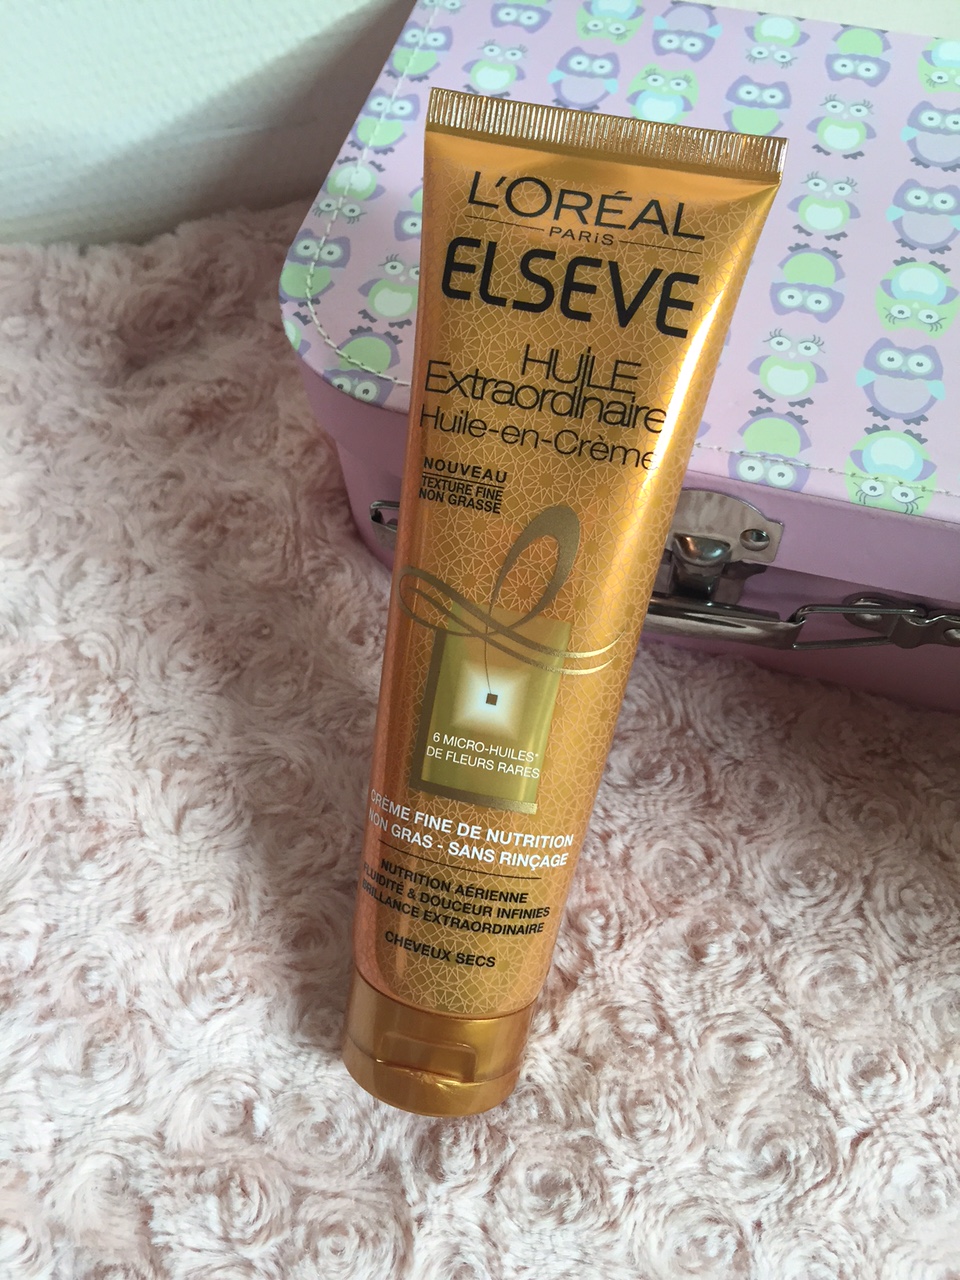 L'ORÉAL
PARIS
ELSEVE
HUILE
Extraordinaire
Huile-en-Crème
NOUVEAU
TEXTURE FINE
NON GRASSE
6 MICRO-HUILES*
DE FLEURS RARES
CRÈME FINE DE NUTRITION
NON GRAS - SANS RINÇAGE
NUTRITION AÉRIENNE
FLUIDITÉ & DOUCEUR INFINIES
BRILLANCE EXTRAORDINAIRE
CHEVEUX SECS